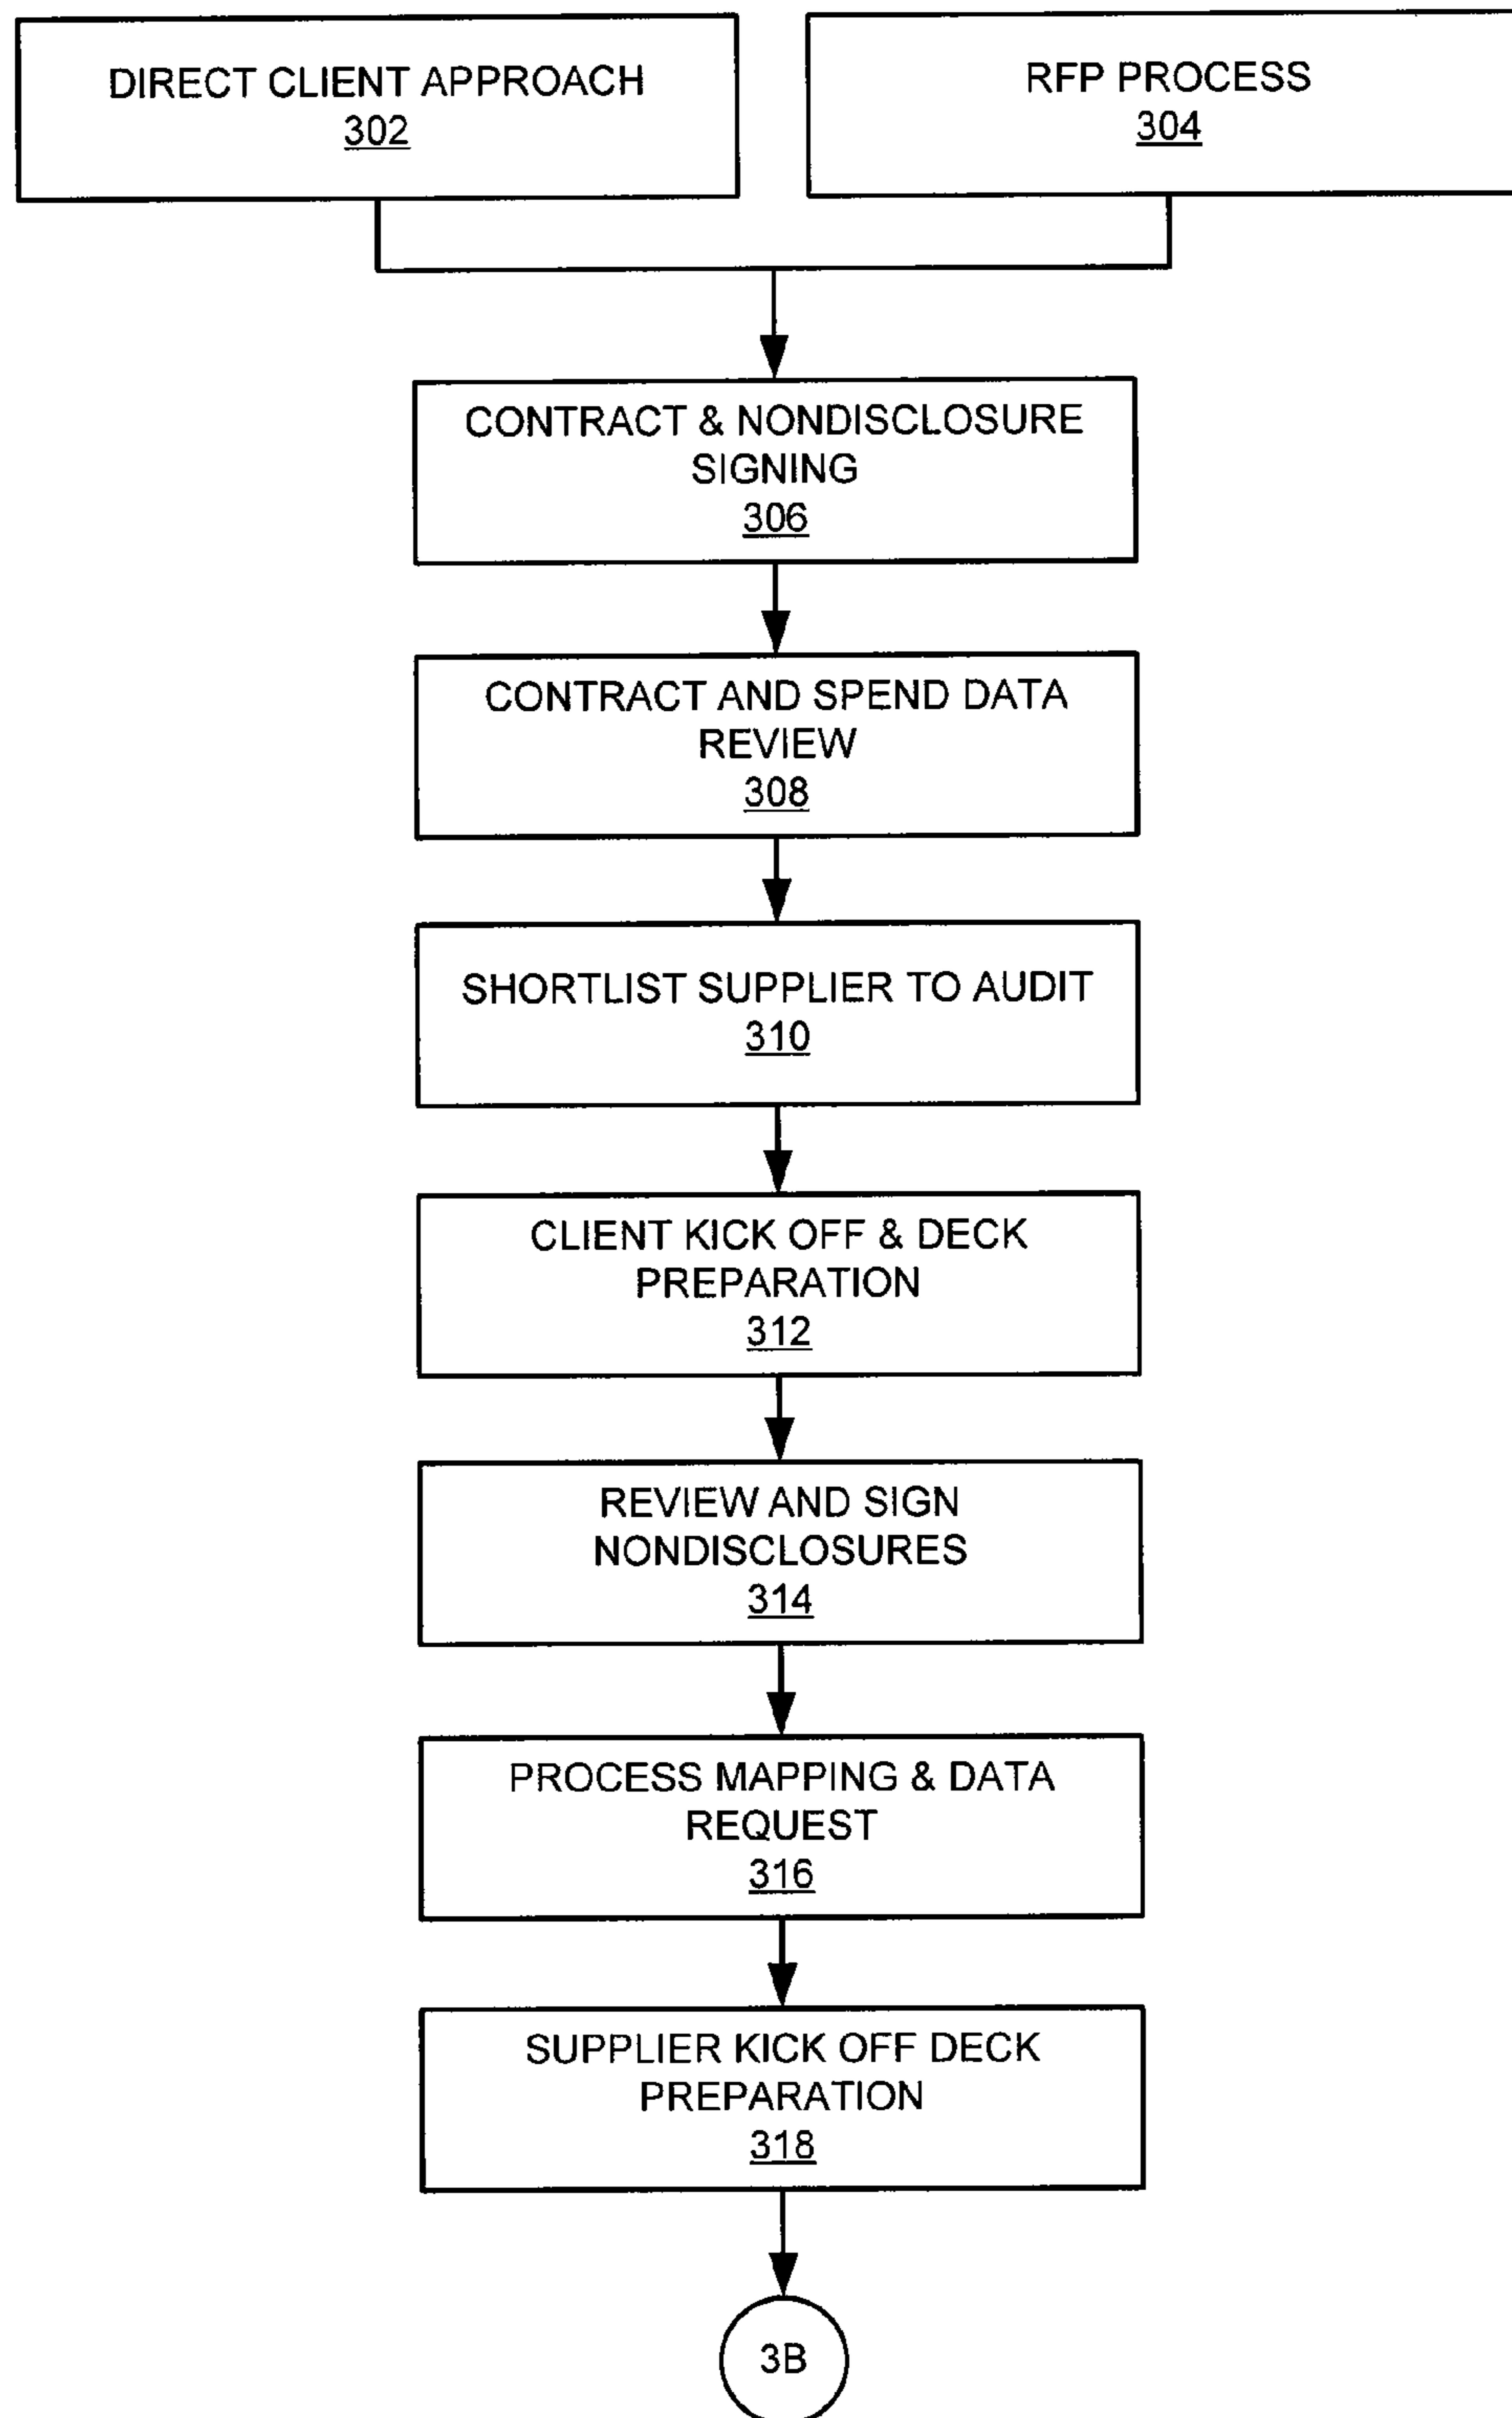 DIRECT CLIENT APPROACH
302
RFP PROCESS
304
CONTRACT & NONDISCLOSURE
SIGNING
306
CONTRACT AND SPEND DATA
REVIEW
308
SHORTLIST SUPPLIER TO AUDIT
310
CLIENT KICK OFF & DECK
PREPARATION
312
REVIEW AND SIGN
NONDISCLOSURES
314
PROCESS MAPPING & DATA
REQUEST
316
SUPPLIER KICK OFF DECK
PREPARATION
318
3B